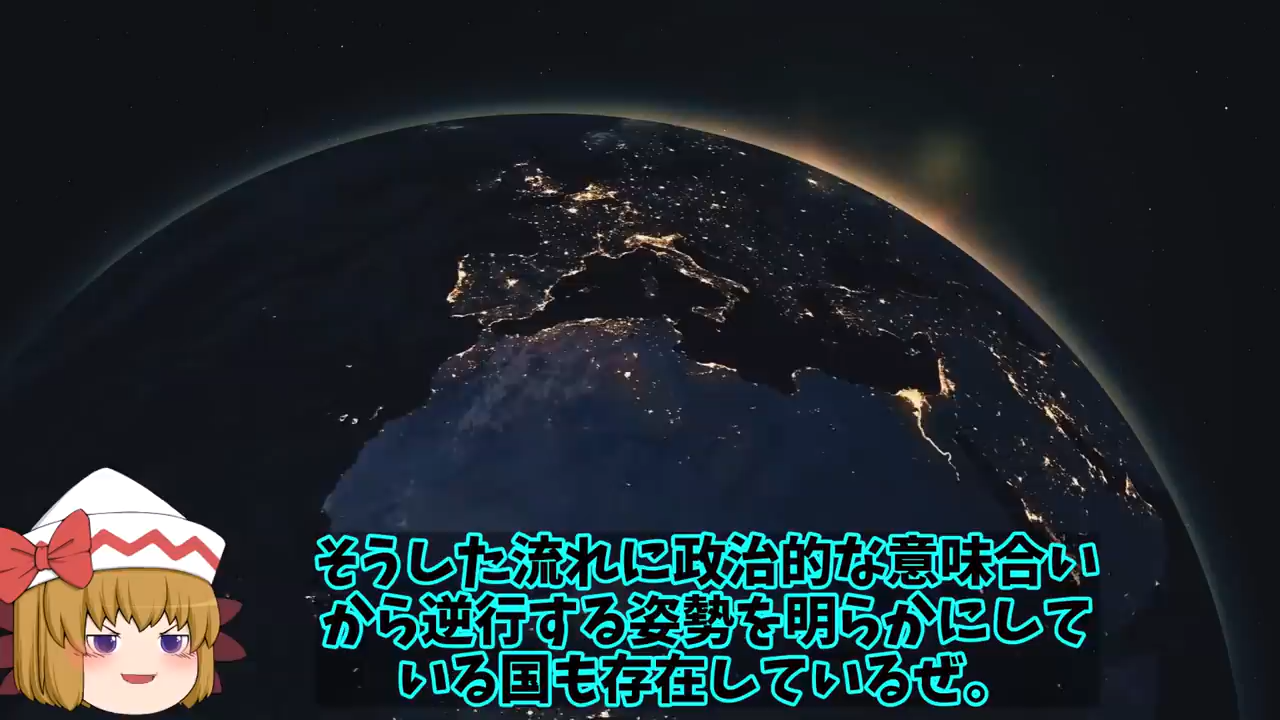 そうした流れに政治的な意味合い
から逆行する姿勢を明らかにして
いる国も存在しているぜ。